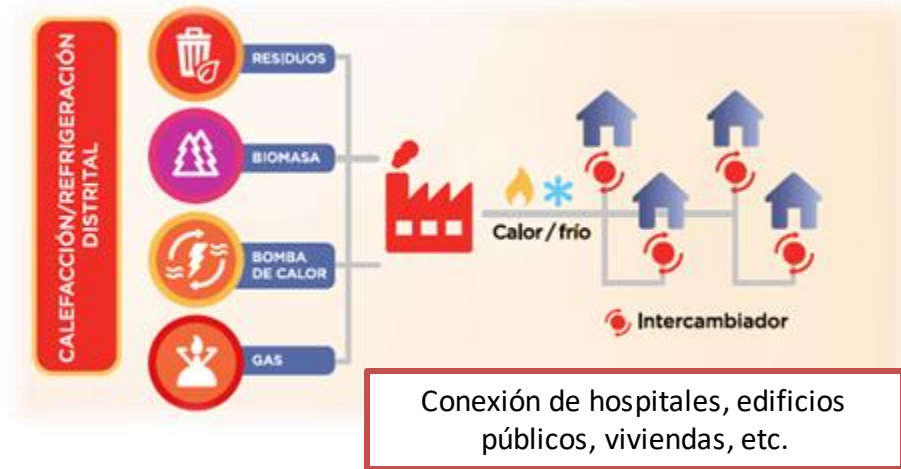 CALEFACCIÓN/REFRIGERACIÓN
DISTRITAL
RESIDUOS
BIOMASA
BOMBA
DE CALOR
GAS
Calor / frío
Intercambiador
Conexión de hospitales, edificios
públicos, viviendas, etc.